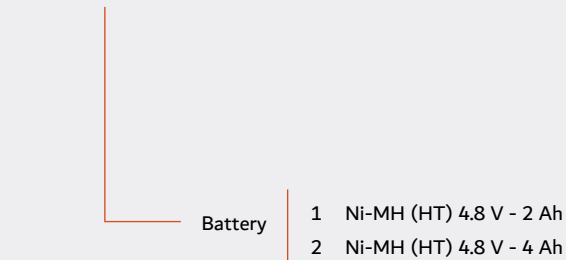 1 Ni-MH (HT) 4.8 V - 2 Ah
Battery
2 Ni-MH (HT) 4.8 V - 4 Ah